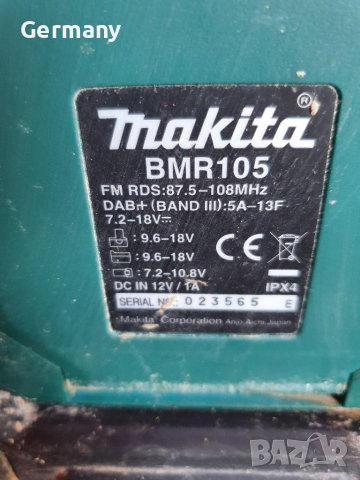 Germany
makita®
BMR105
FM RDS:87.5-108MHz
DAB+ (BAND III):5A-13F
7.2-18V
:9.6-18V
:9.6-18V
:7.2-10.8V
CE
DC IN 12V / 1A IPX4
SERIAL No: 023565 E
Makita Corporation Anjo Aichi Japan
BAZAR